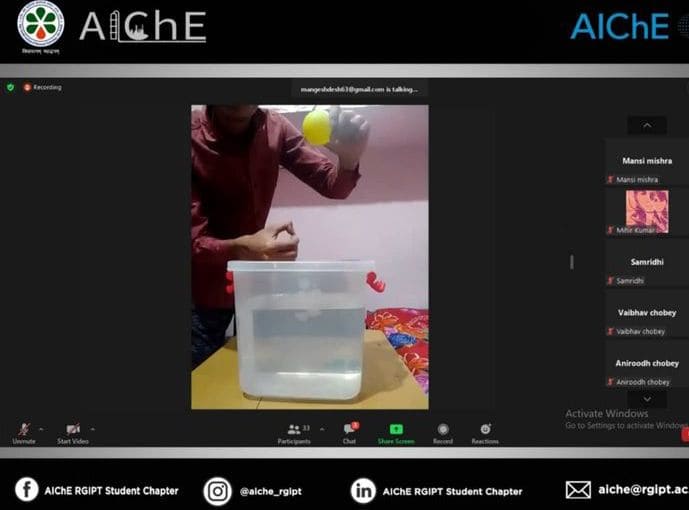 AIChE
AIChE
Recording
mangeshdesh63@gmail.com is talking...
Mansi mishra
Mansi mishra
Mihir Kumar
Samridhi
Samridhi
Vaibhav chobey
Vaibhav chobey
Aniroodh chobey
Aniroodh chobey
Activate Windows
Go to Settings to activate Windows
Unmute
Start Video
33
Participants
Chat
Share Screen
Record
Reactions
AIChE RGIPT Student Chapter
@aiche_rgipt
AIChE RGIPT Student Chapter
aiche@rgipt.ac